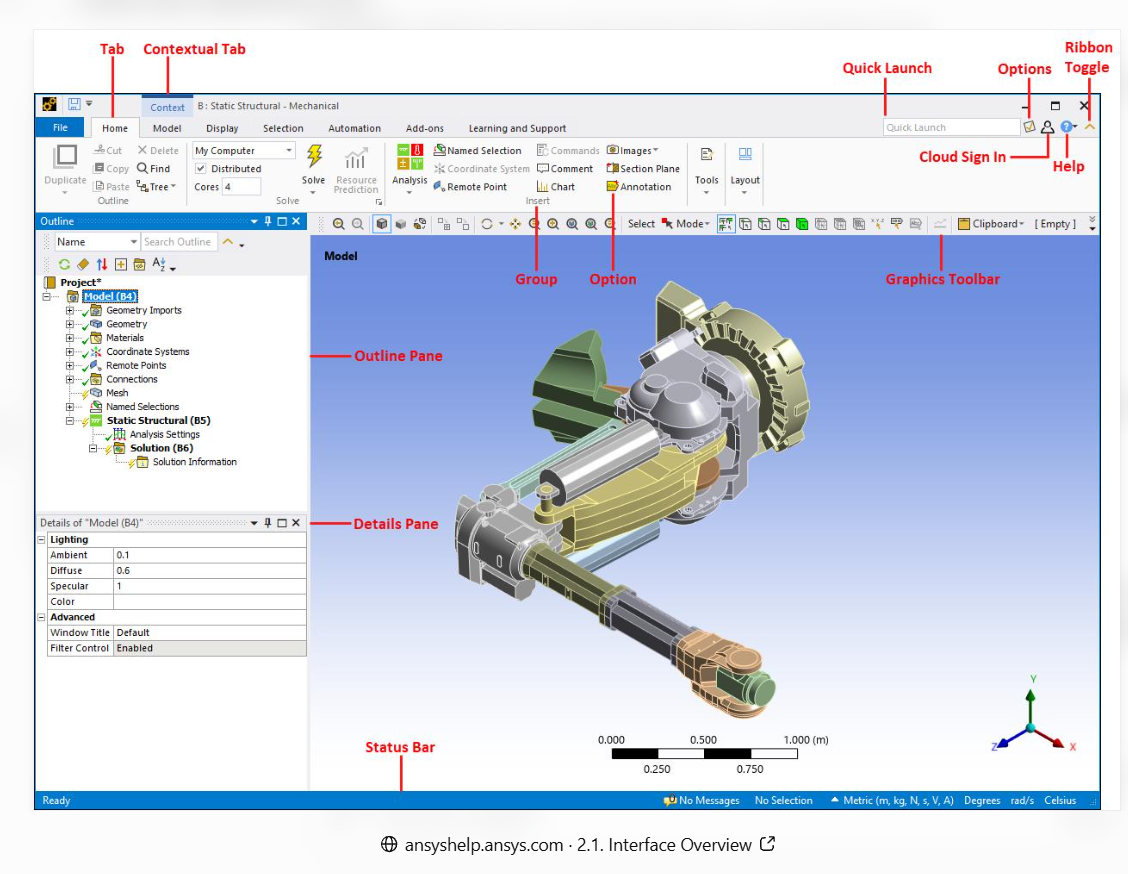 Tab
Contextual Tab
Quick Launch
Options
Ribbon
Toggle
Context
B : Static Structural - Mechanical
File
Home
Model
Display
Selection
Automation
Add-ons
Learning and Support
Quick Launch
Cloud Sign In
Help
Duplicate
Cut
Copy
Paste
Delete
Find
Tree
Outline
My Computer
Distributed
Cores
4
Solve
Resource
Prediction
Solve
Analysis
Named Selection
Coordinate System
Remote Point
Commands
Comment
Chart
Images
Section Plane
Annotation
Insert
Tools
Layout
Outline
Name
Search Outline
Select
Mode
Clipboard
[ Empty ]
Project*
Model (B4)
Geometry Imports
Geometry
Materials
Coordinate Systems
Remote Points
Connections
Mesh
Named Selections
Static Structural (B5)
Analysis Settings
Solution (B6)
Solution Information
Model
Group
Option
Graphics Toolbar
Outline Pane
Details Pane
Details of "Model (B4)"
Lighting
Ambient 0.1
Diffuse 0.6
Specular 1
Color
Advanced
Window Title Default
Filter Control Enabled
Status Bar
0.000 0.500 1.000 (m)
0.250 0.750
Y
Z
X
Ready
No Messages
No Selection
Metric (m, kg, N, s, V, A)
Degrees
rad/s
Celsius
ansyshelp.ansys.com · 2.1. Interface Overview